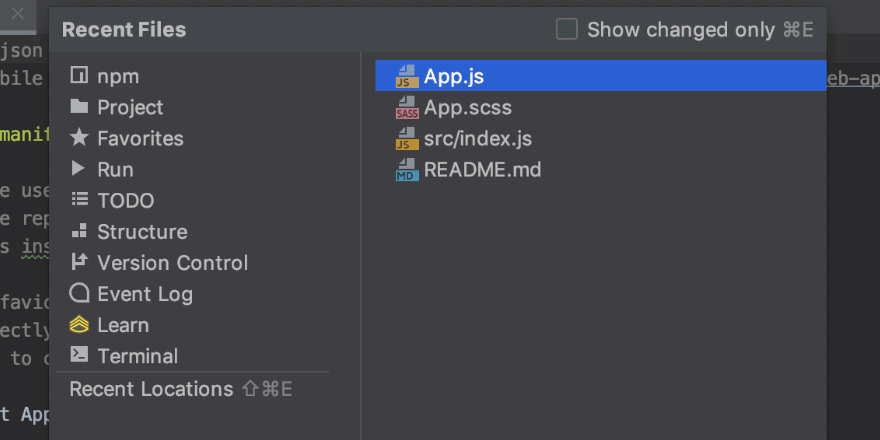 Recent Files
Show changed only ⌘E
json
npm
App.js
bile
eb-ap
Project
App.scss
manif
Favorites
src/index.js
Run
README.md
e use
TODO
e rep
Structure
s ins
Version Control
Event Log
favic
Learn
ectly
Terminal
to c
Recent Locations ⇧⌘E
t App
JS
SASS
JS
MD